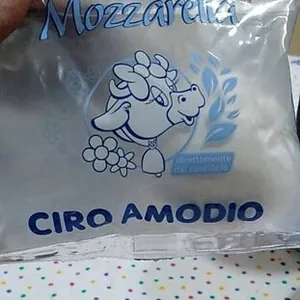 Mozzarella
direttamente
dal caseificio
CIRO AMODIO